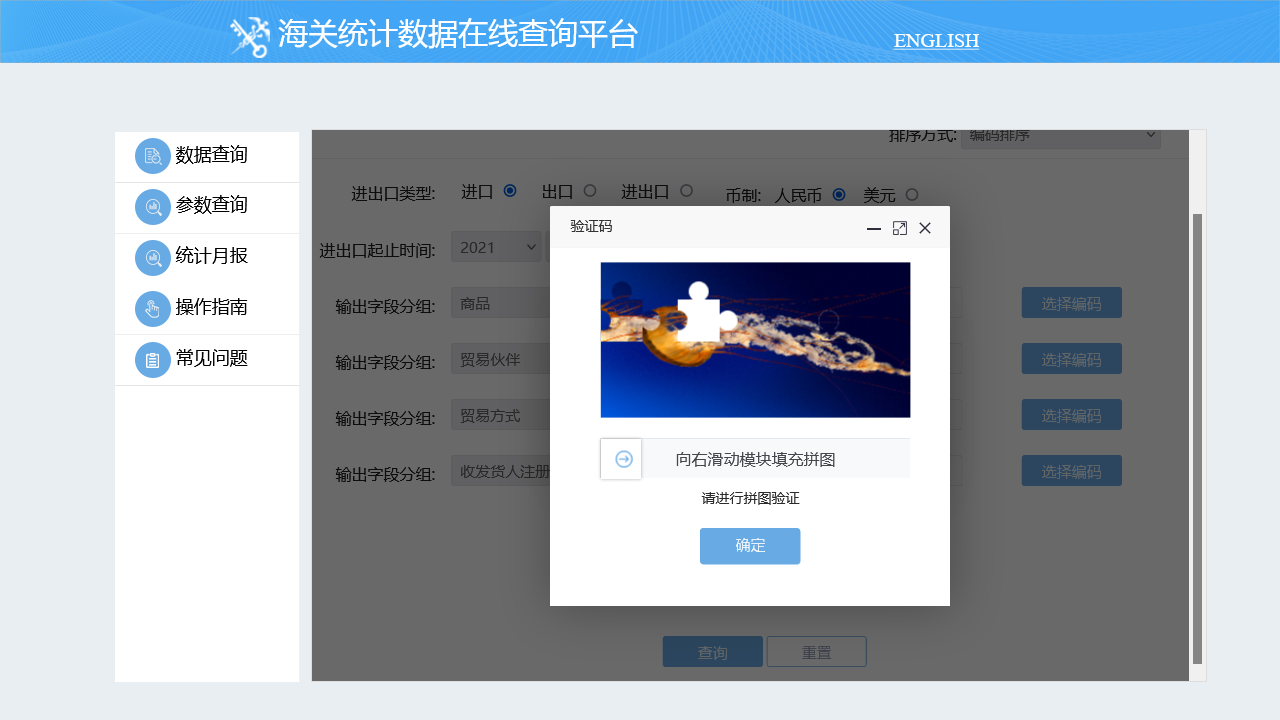 海关统计数据在线查询平台
ENGLISH
数据查询
参数查询
统计月报
操作指南
常见问题
排序方式: 编码排序
进出口类型: 进口 出口 进出口 币制: 人民币 美元
进出口起止时间: 2021
输出字段分组: 商品 选择编码
输出字段分组: 贸易伙伴 选择编码
输出字段分组: 贸易方式 选择编码
输出字段分组: 收发货人注册 选择编码
验证码
向右滑动模块填充拼图
请进行拼图验证
确定
查询 重置